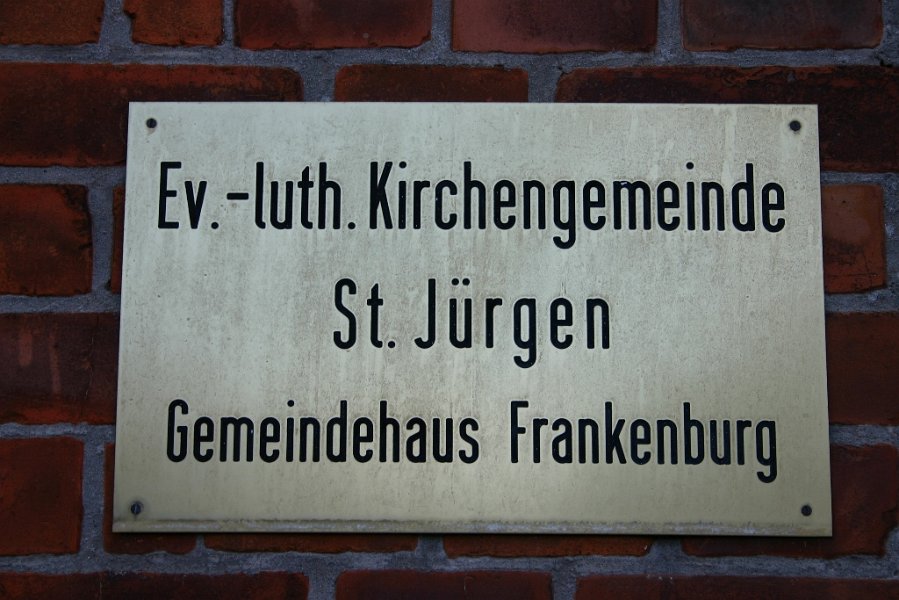 Ev.-luth. Kirchengemeinde
St. Jürgen
Gemeindehaus Frankenburg